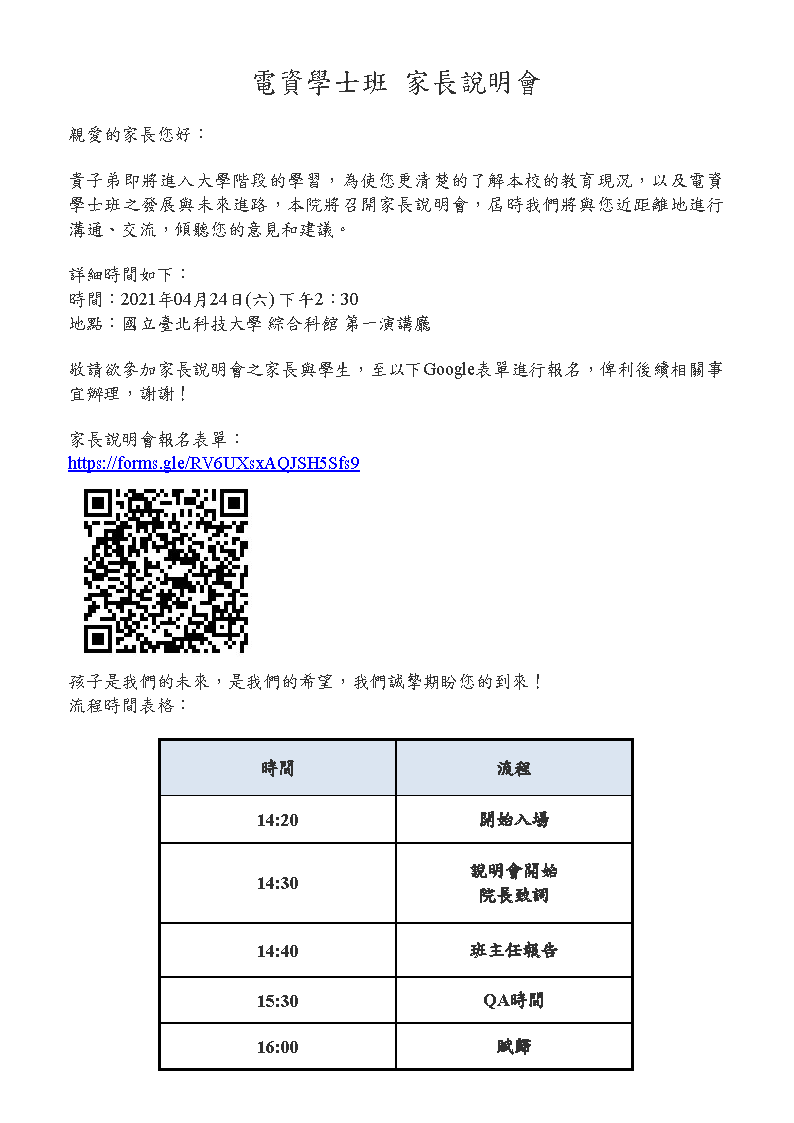 電資學士班 家長說明會
親愛的家長您好：
貴子弟即將進入大學階段的學習，為使您更清楚的了解本校的教育現況，以及電資
學士班之發展與未來進路，本院將召開家長說明會，屆時我們將與您近距離地進行
溝通、交流，傾聽您的意見和建議。
詳細時間如下：
時間：2021年04月24日(六) 下午2：30
地點：國立臺北科技大學 綜合科館 第一演講廳
敬請欲參加家長說明會之家長與學生，至以下Google表單進行報名，俾利後續相關事
宜辦理，謝謝！
家長說明會報名表單：
https://forms.gle/RV6UXsxAQJSH5Sfs9
孩子是我們的未來，是我們的希望，我們誠摯期盼您的到來！
流程時間表格：
時間 流程
14:20 開始入場
14:30 說明會開始
院長致詞
14:40 班主任報告
15:30 QA時間
16:00 賦歸